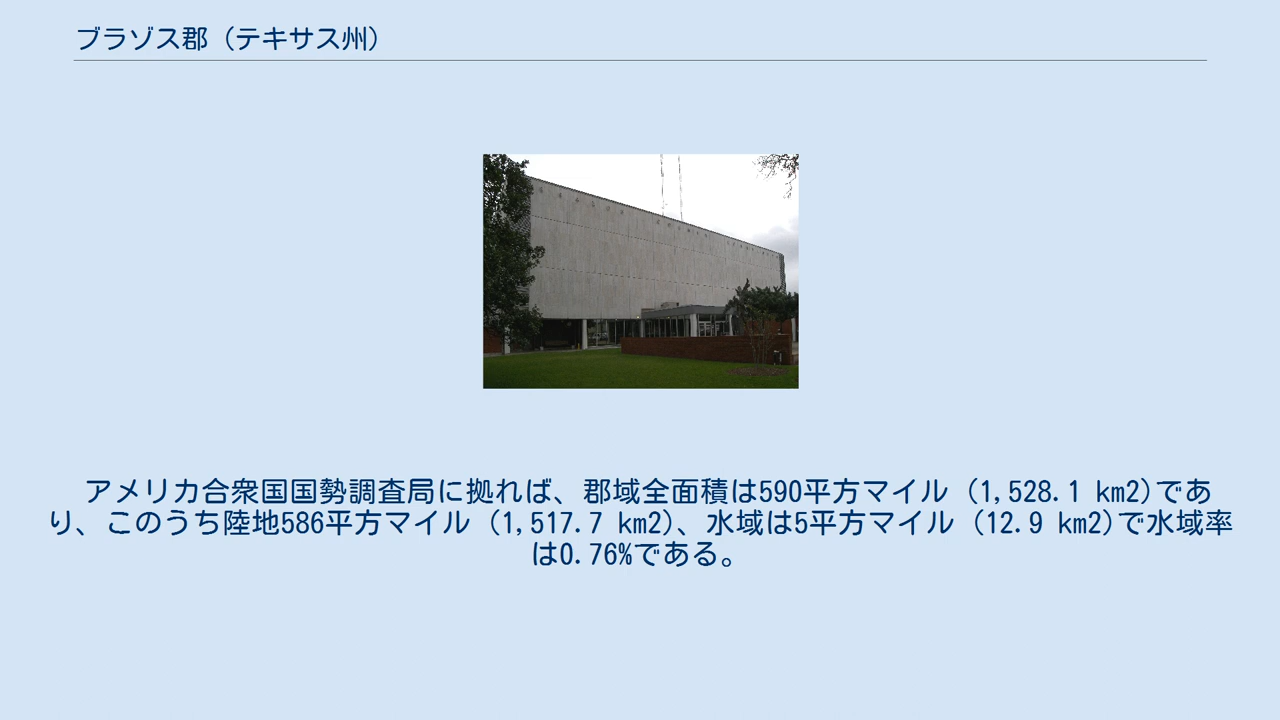 ブラゾス郡（テキサス州）
アメリカ合衆国国勢調査局に拠れば、郡域全面積は590平方マイル (1,528.1 km2)であ
り、このうち陸地586平方マイル (1,517.7 km2)、水域は5平方マイル (12.9 km2)で水域率
は0.76%である。